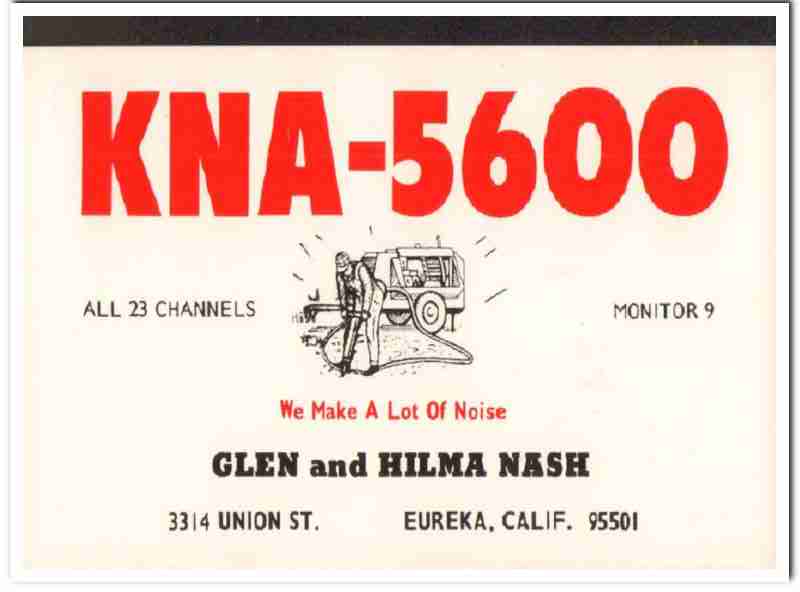 KNA-5600
ALL 23 CHANNELS
MONITOR 9
We Make A Lot Of Noise
GLEN and HILMA NASH
3314 UNION ST. EUREKA, CALIF. 95501